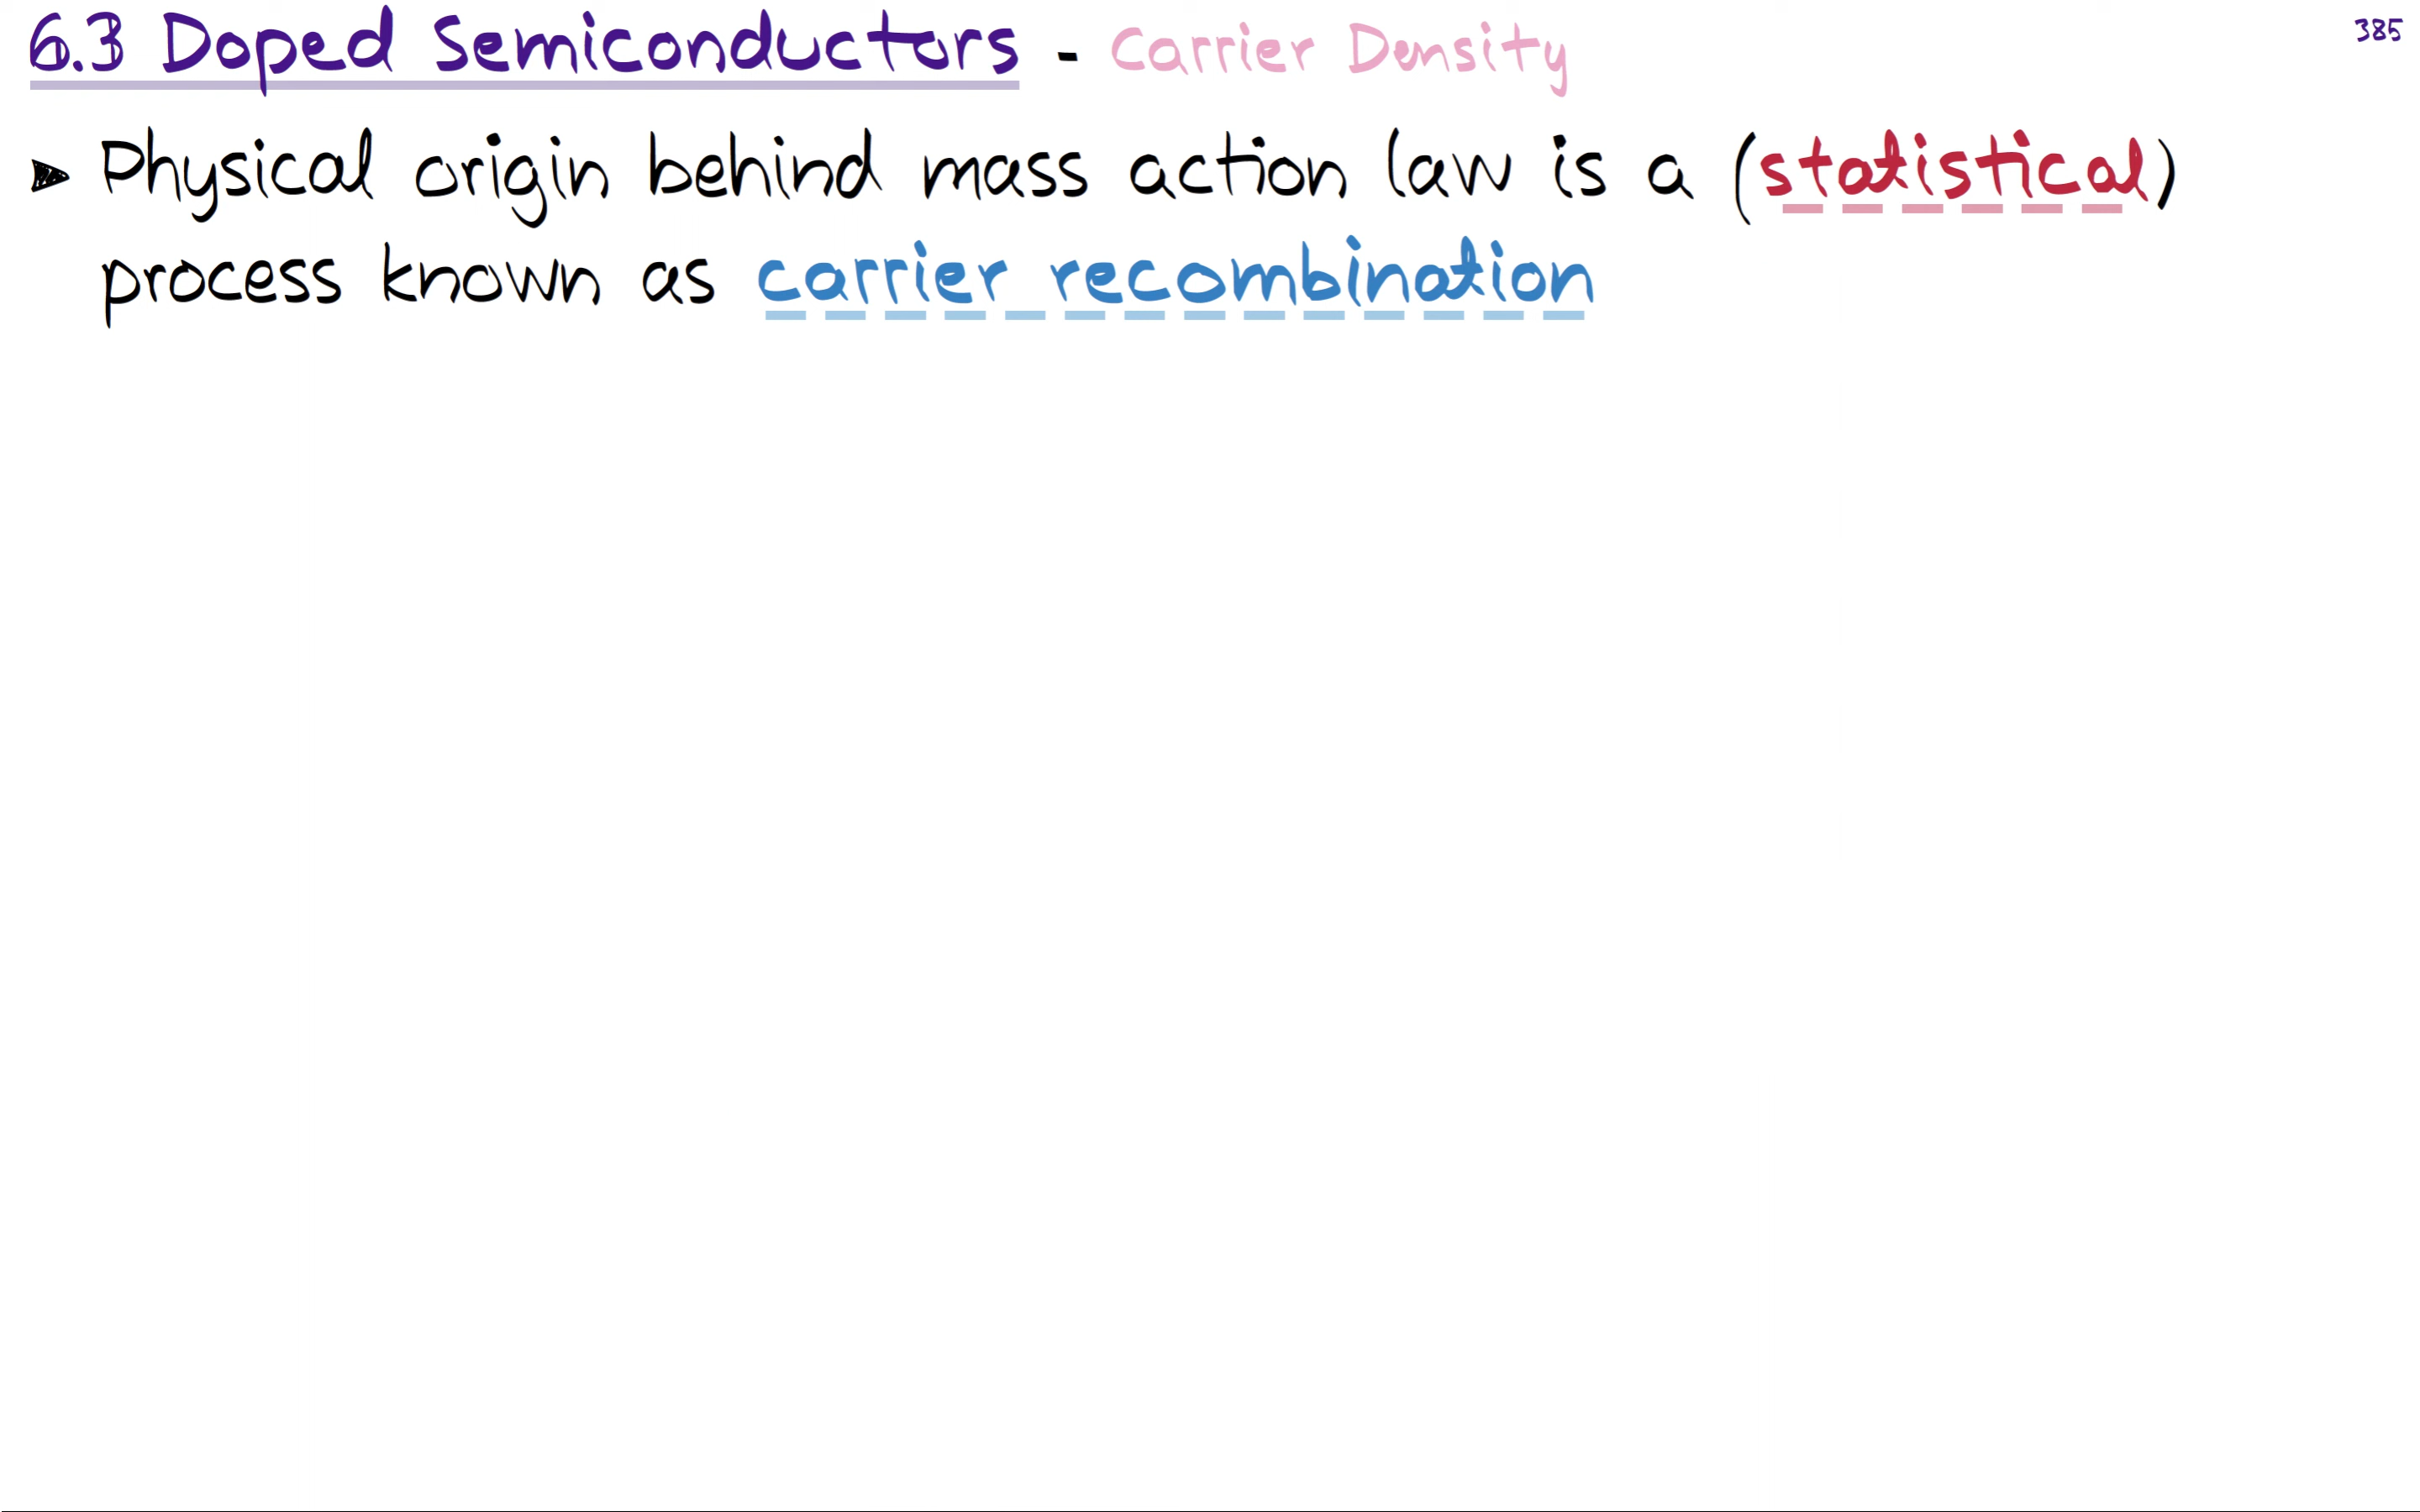 6.3 Doped Semiconductors - Carrier Density
385
Physical origin behind mass action law is a (statistical)
process known as carrier recombination